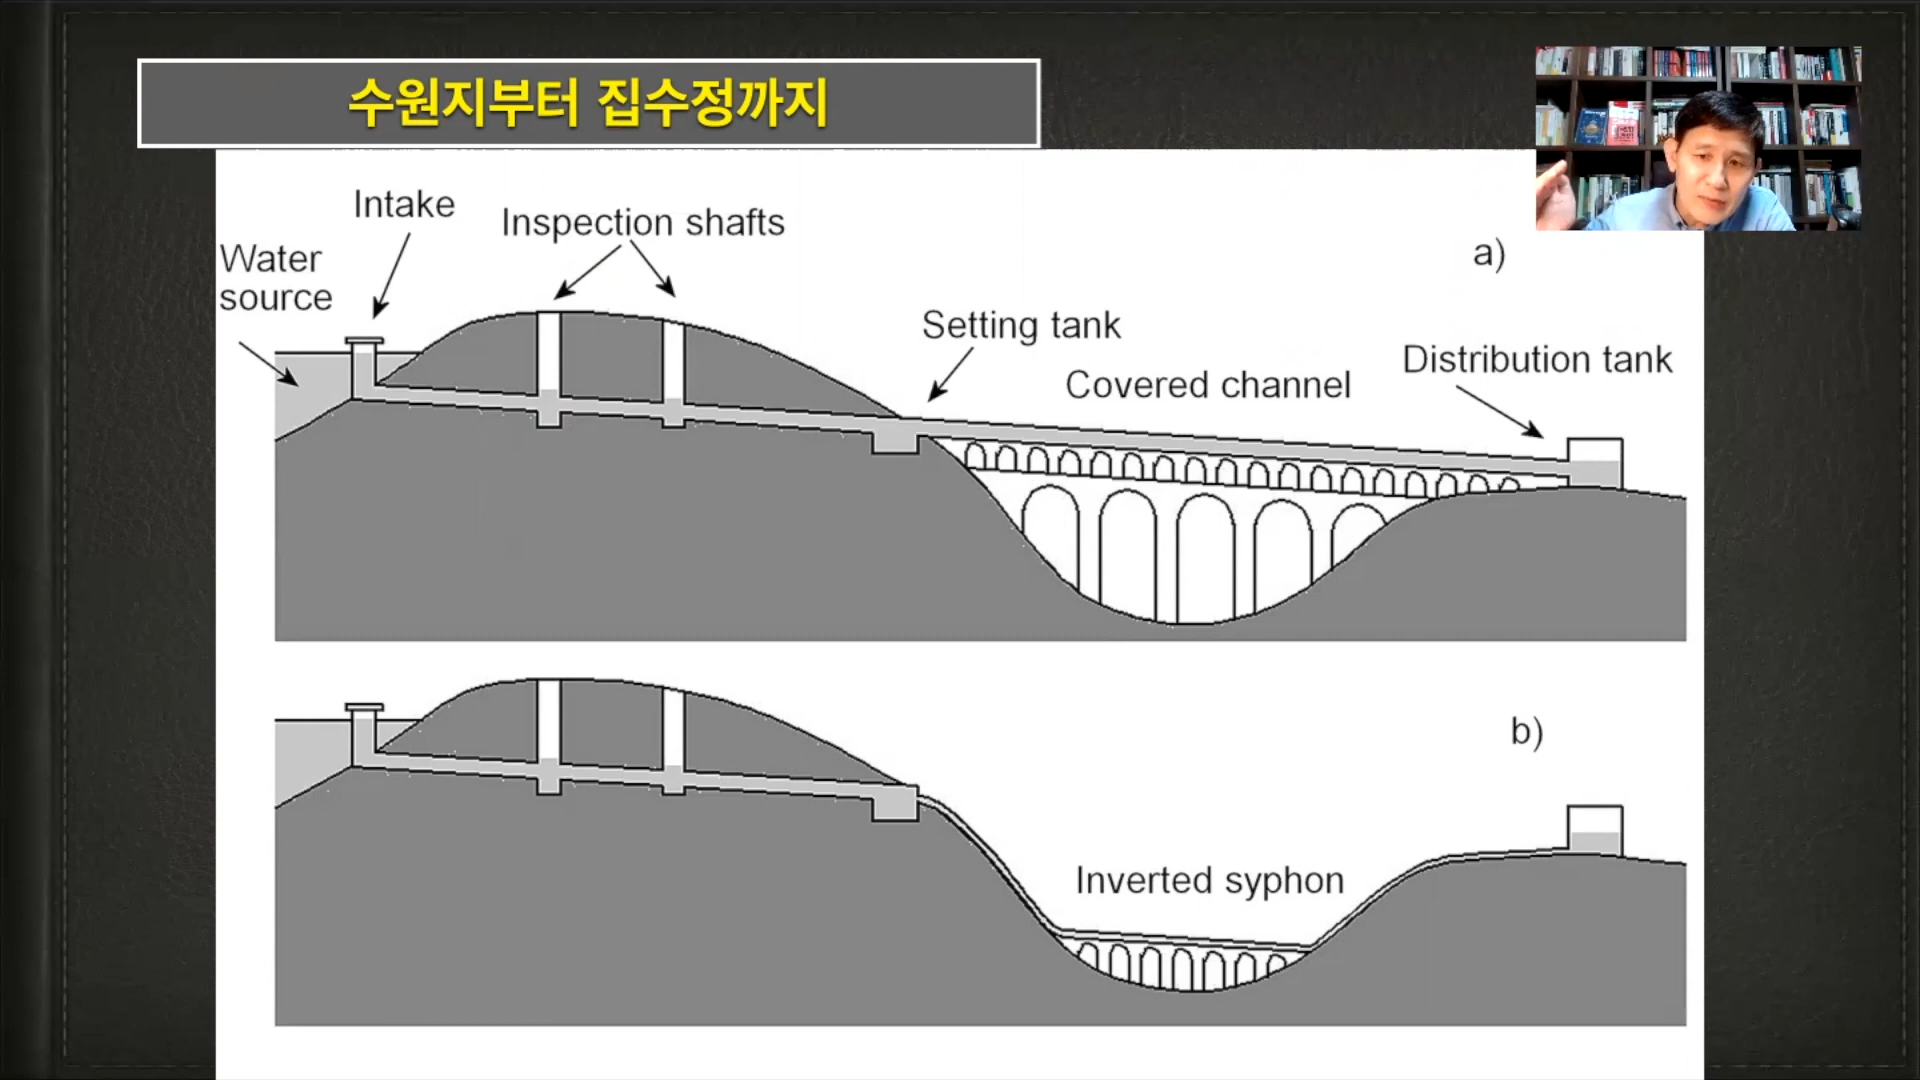 수원지부터 집수정까지
Intake
Inspection shafts
Water
source
a)
Setting tank
Distribution tank
Covered channel
b)
Inverted syphon